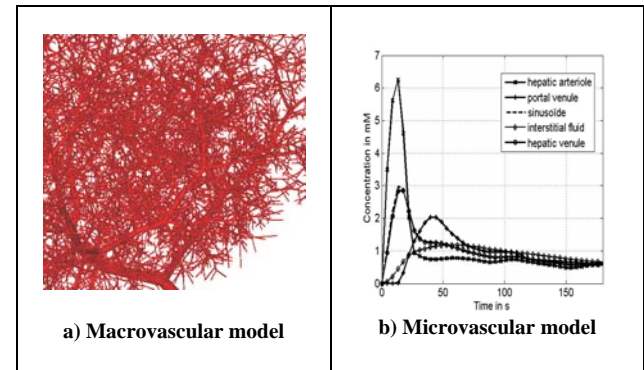 7
6
5
4
3
2
1
0
Concentration in mM
hepatic arteriole
portal venule
sinusoïde
interstitial fluid
hepatic venule
0 50 100 150
Time in s
a) Macrovascular model
b) Microvascular model